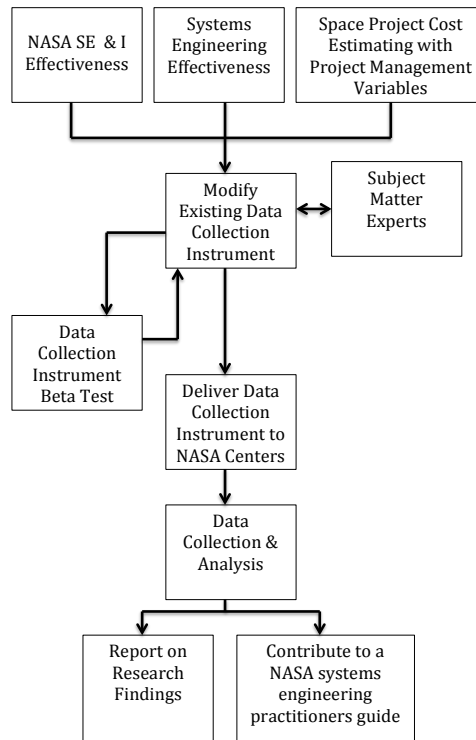 NASA SE & I
Effectiveness
Systems
Engineering
Effectiveness
Space Project Cost
Estimating with
Project Management
Variables
Modify
Existing Data
Collection
Instrument
Subject
Matter
Experts
Data
Collection
Instrument
Beta Test
Deliver Data
Collection
Instrument to
NASA Centers
Data
Collection &
Analysis
Report on
Research
Findings
Contribute to a
NASA systems
engineering
practitioners guide